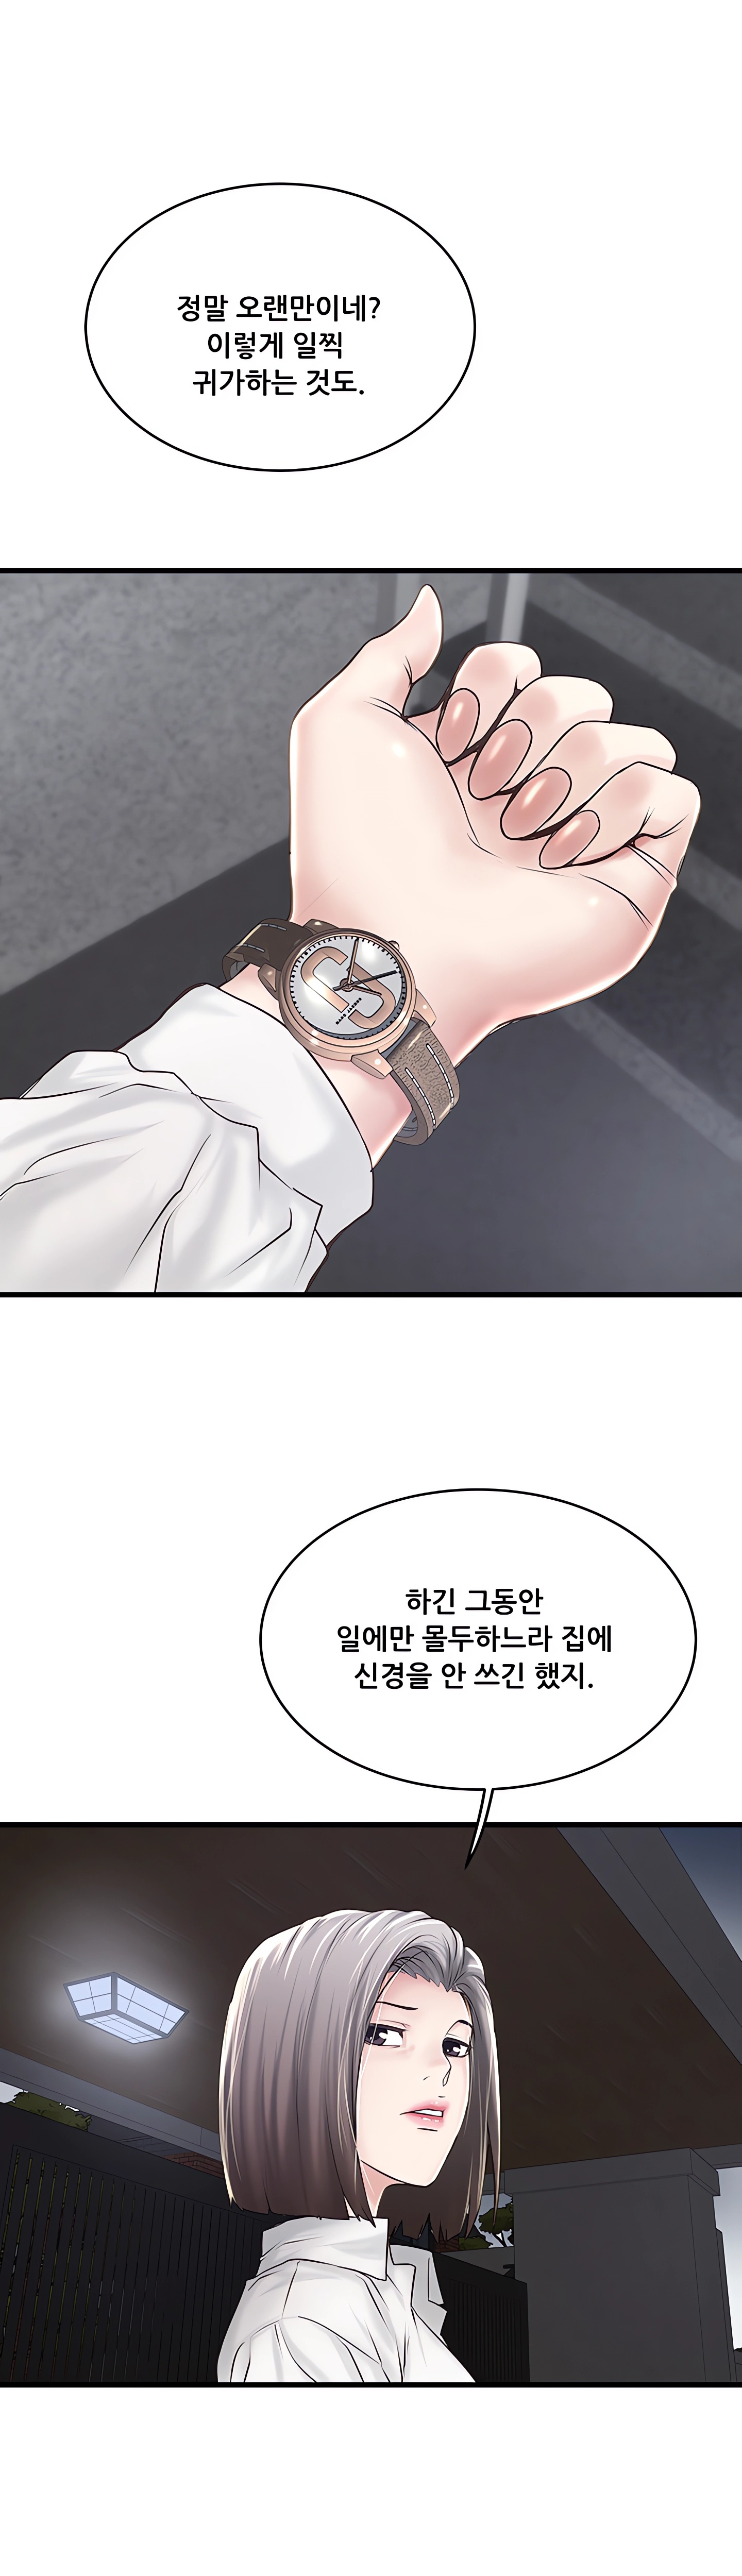 정말 오랜만이네?
이렇게 일찍
귀가하는 것도.
하긴 그동안
일에만 몰두하느라 집에
신경을 안 쓰긴 했지.